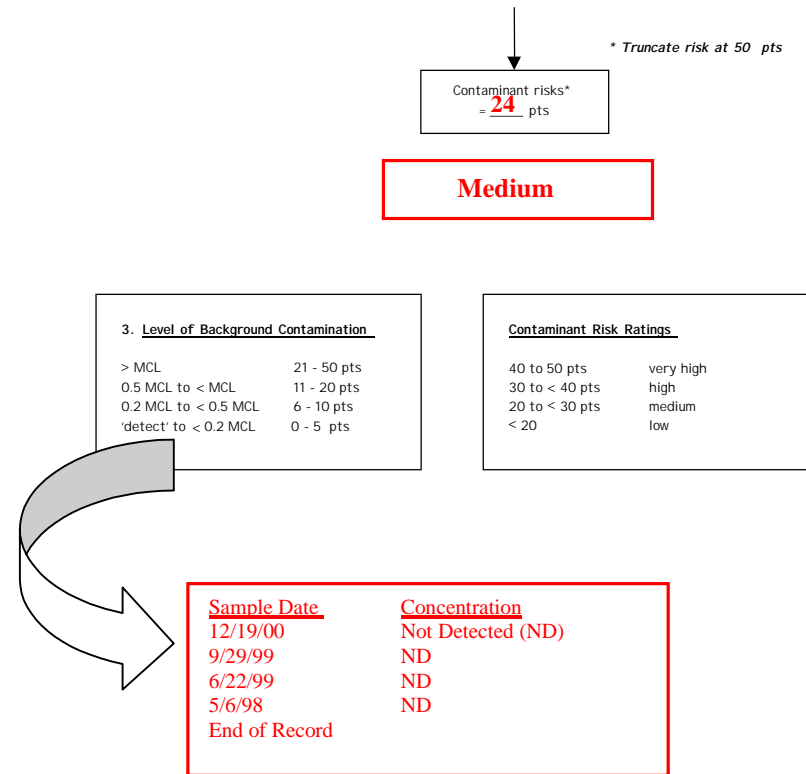 * Truncate risk at 50 pts
Contaminant risks*
= 24 pts
Medium
3. Level of Background Contamination
> MCL 21 - 50 pts
0.5 MCL to < MCL 11 - 20 pts
0.2 MCL to < 0.5 MCL 6 - 10 pts
'detect' to < 0.2 MCL 0 - 5 pts
Contaminant Risk Ratings
40 to 50 pts very high
30 to < 40 pts high
20 to < 30 pts medium
< 20 low
Sample Date Concentration
12/19/00 Not Detected (ND)
9/29/99 ND
6/22/99 ND
5/6/98 ND
End of Record